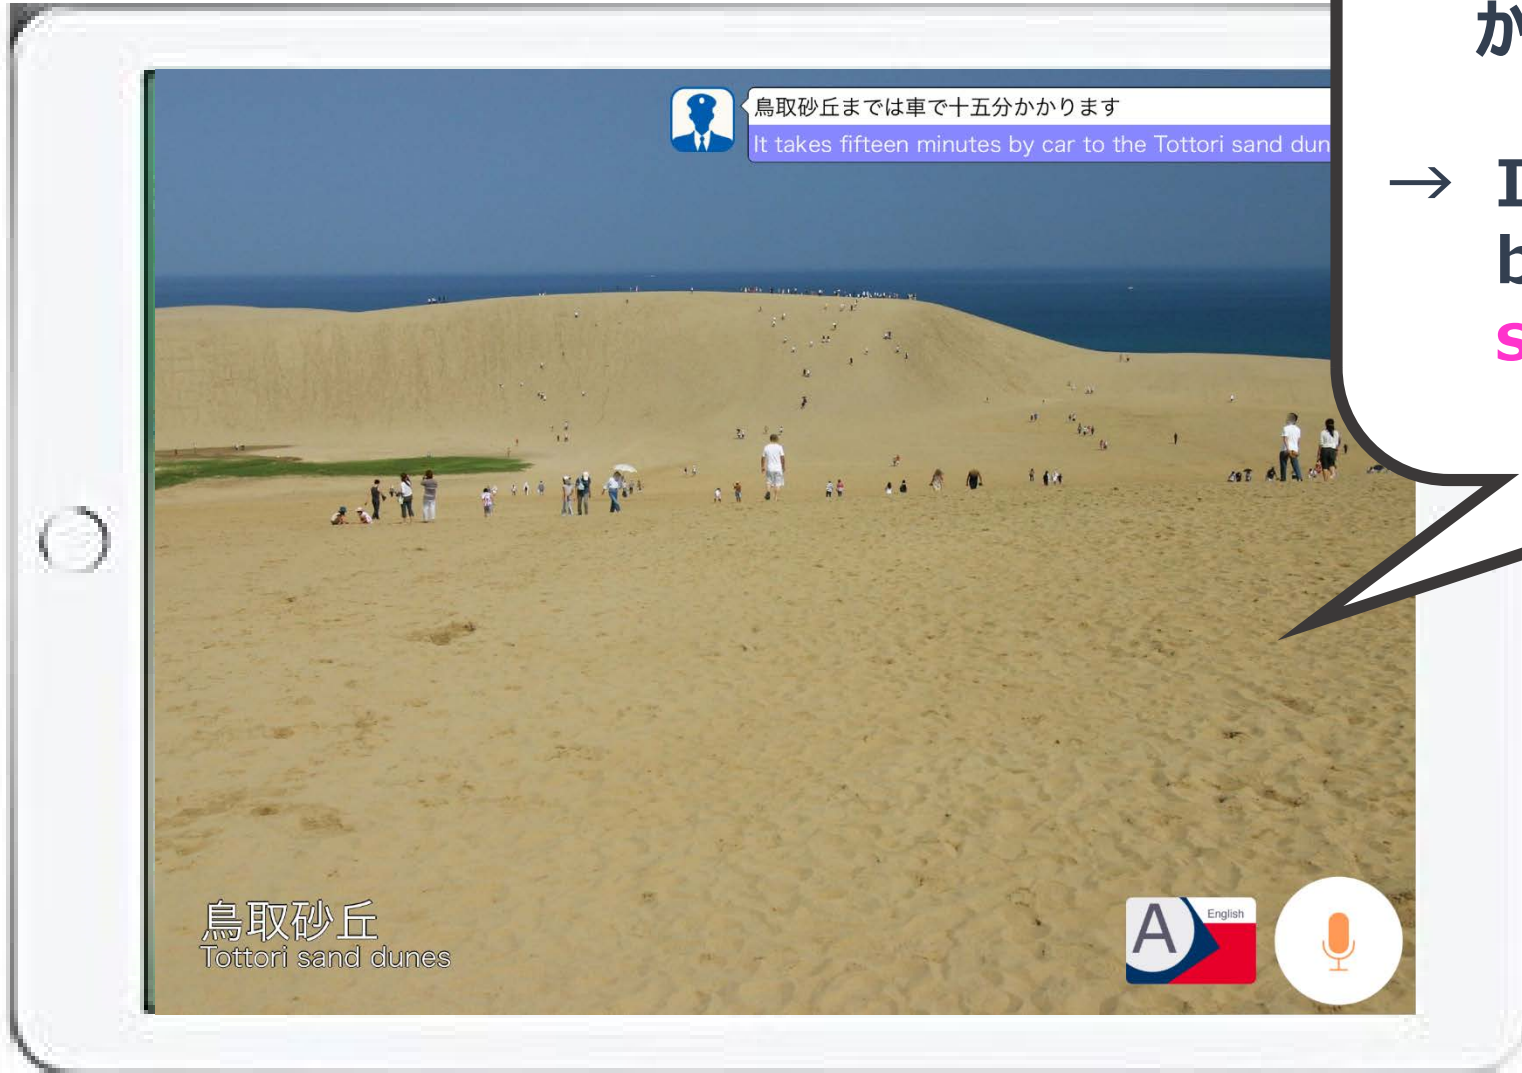 鳥取砂丘までは車で十五分かかります
It takes fifteen minutes by car to the Tottori sand
か
→
鳥取砂丘
Tottori sand dunes
A
English